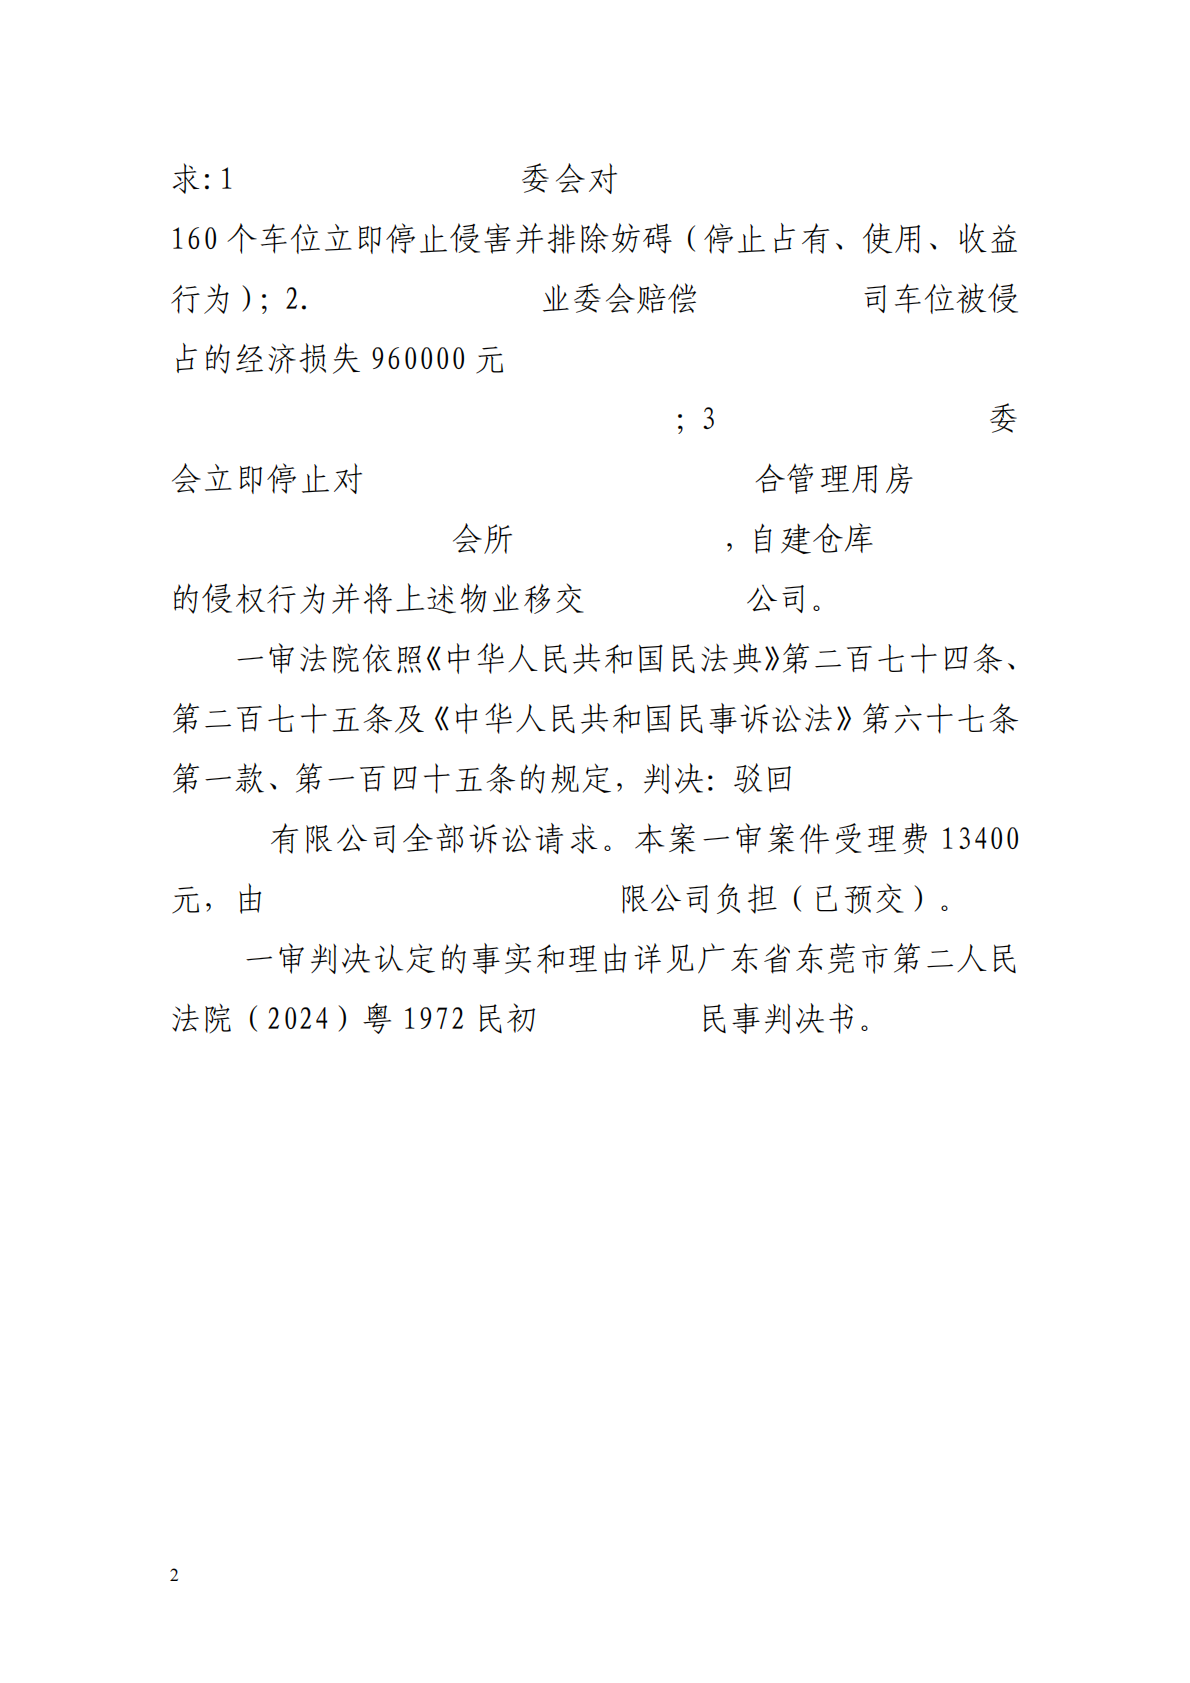 求:1 委会对
160个车位立即停止侵害并排除妨碍(停止占有、使用、收益
行为);2. 业委会赔偿 司车位被侵
占的经济损失960000元
;3 委
会立即停止对 合管理用房
会所 ,自建仓库
的侵权行为并将上述物业移交 公司。
一审法院依照《中华人民共和国民法典》第二百七十四条、
第二百七十五条及《中华人民共和国民事诉讼法》第六十七条
第一款、第一百四十五条的规定,判决:驳回
有限公司全部诉讼请求。本案一审案件受理费13400
元,由 限公司负担(已预交)。
一审判决认定的事实和理由详见广东省东莞市第二人民
法院(2024)粤1972民初 民事判决书。
2